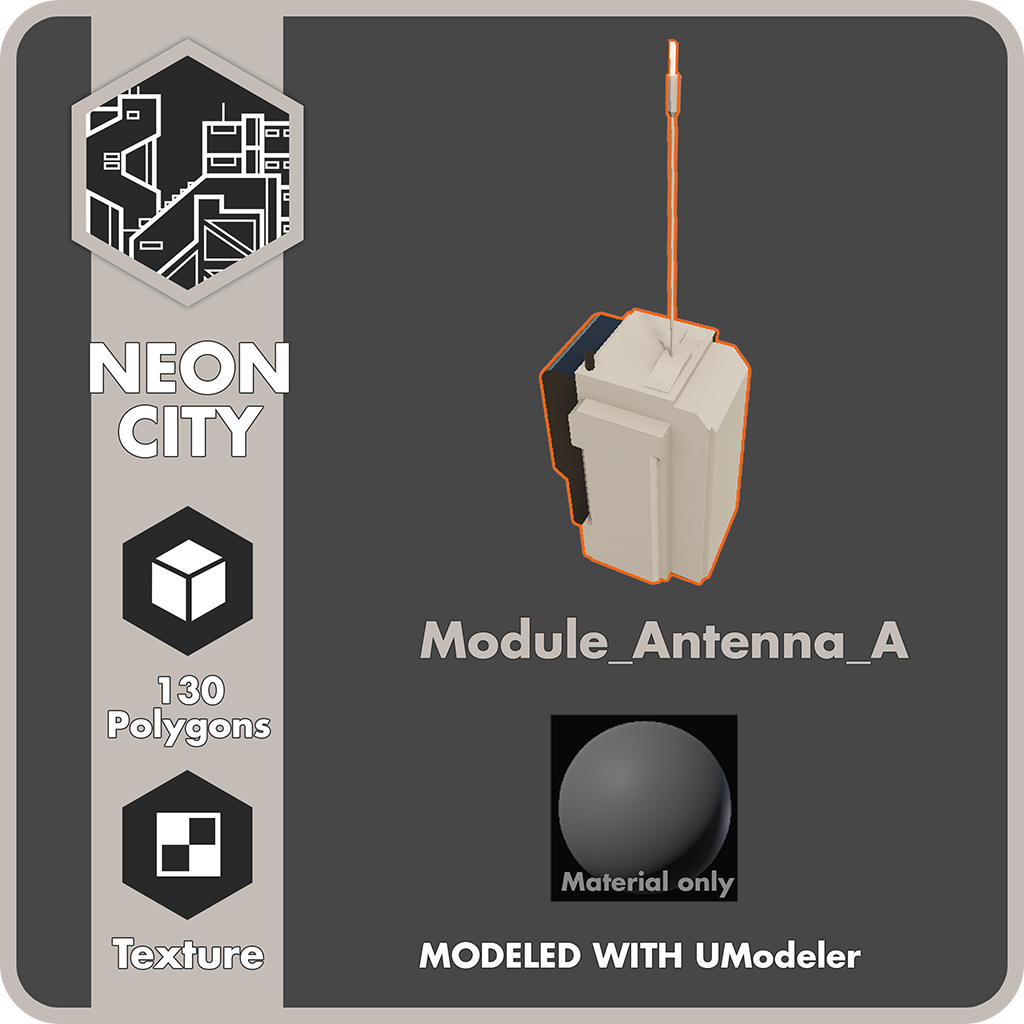 NEON
CITY
130
Polygons
Texture
Module_Antenna_A
Material only
MODELED WITH UModeler